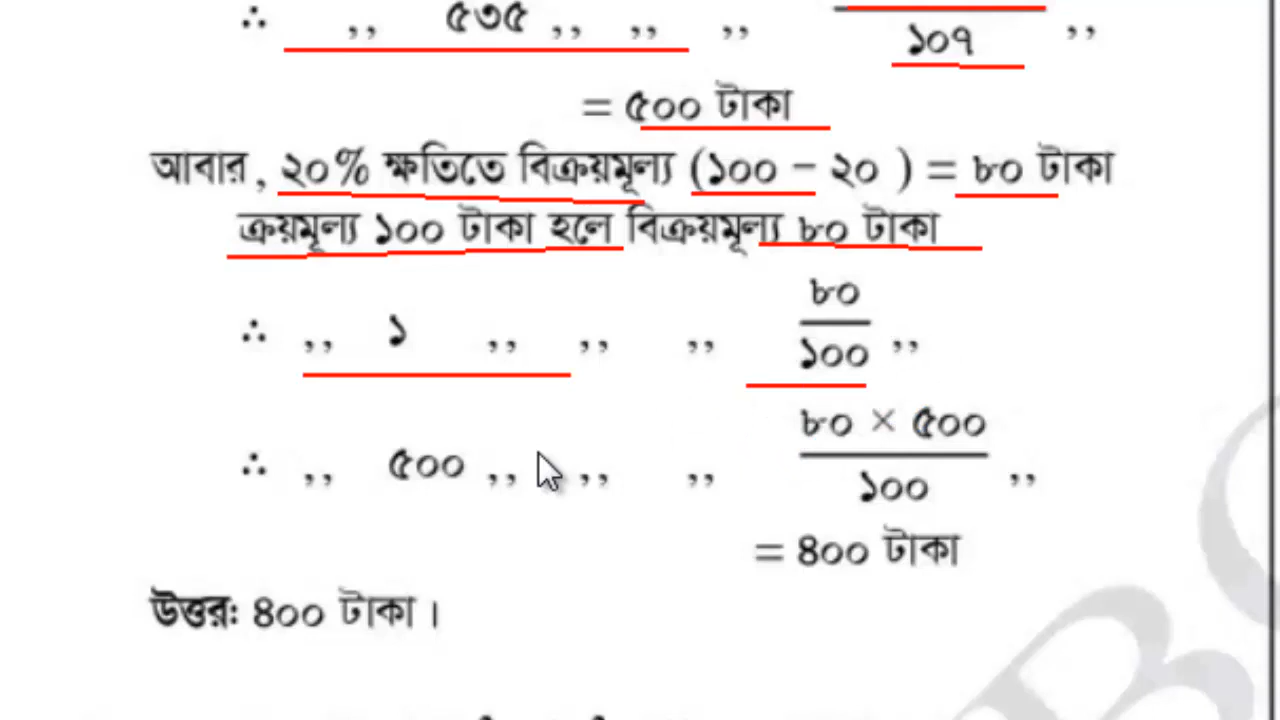 ∴ ,, ৫৩৫ ,, ,, ,, ১০৭ ,,
= ৫০০ টাকা
আবার, ২০% ক্ষতিতে বিক্রয়মূল্য (১০০ − ২০ ) = ৮০ টাকা
ক্রয়মূল্য ১০০ টাকা হলে বিক্রয়মূল্য ৮০ টাকা
∴ ,, ১ ,, ,, ,, ৮০/১০০ ,,
∴ ,, ৫০০ ,, ,, ,, ৮০ × ৫০০/১০০ ,,
= ৪০০ টাকা
উত্তর: ৪০০ টাকা।